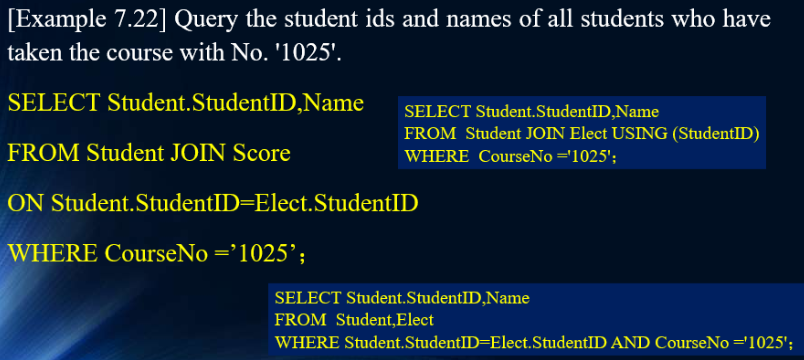 [Example 7.22] Query the student ids and names of all students who have
taken the course with No. '1025'.
SELECT Student.StudentID,Name
FROM Student JOIN Score
ON Student.StudentID=Elect.StudentID
WHERE CourseNo =’1025’；
SELECT Student.StudentID,Name
FROM  Student JOIN Elect USING (StudentID)
WHERE  CourseNo ='1025'；
SELECT Student.StudentID,Name
FROM  Student,Elect
WHERE Student.StudentID=Elect.StudentID AND CourseNo ='1025'；